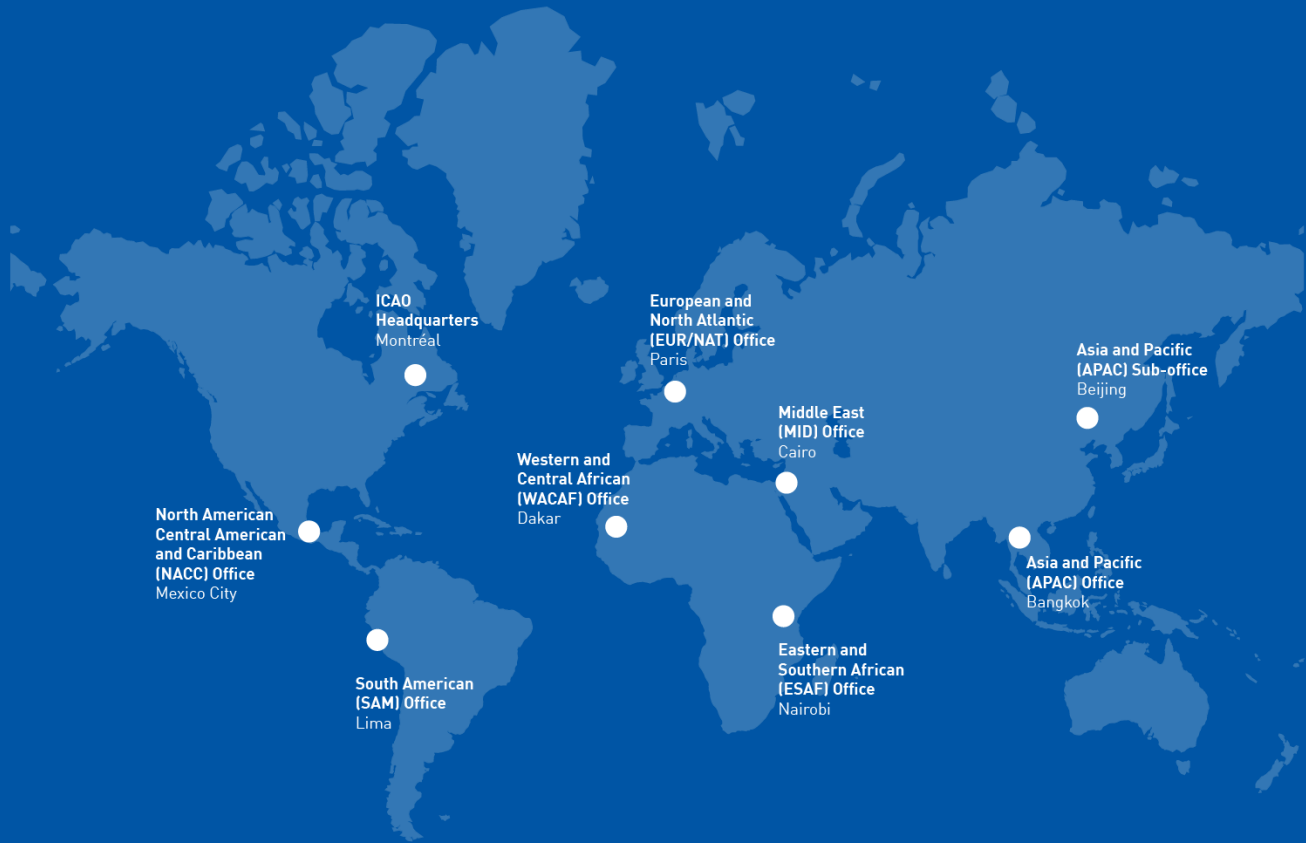 ICAO
Headquarters
Montréal
European and
North Atlantic
(EUR/NAT) Office
Paris
Asia and Pacific
(APAC) Sub-office
Beijing
Middle East
(MID) Office
Cairo
Western and
Central African
(WACAF) Office
Dakar
North American
Central American
and Caribbean
(NACC) Office
Mexico City
Asia and Pacific
(APAC) Office
Bangkok
Eastern and
Southern African
(ESAF) Office
Nairobi
South American
(SAM) Office
Lima